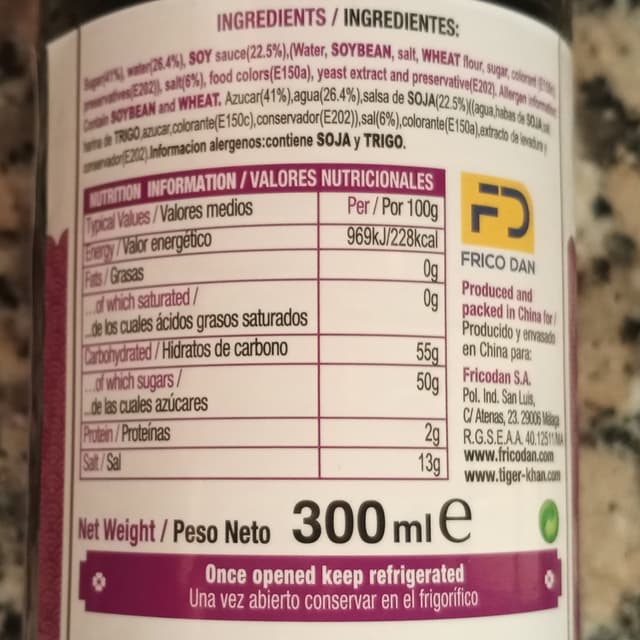 INGREDIENTS / INGREDIENTES:
Sugar(41%), water(26.4%), SOY sauce(22.5%),(Water, SOYBEAN, salt, WHEAT flour, sugar, colorant
preservatives(E202)), salt(6%), food colors(E150a), yeast extract and preservative(E202). Allergen information
Contain SOYBEAN and WHEAT. Azucar(41%),agua(26.4%),salsa de SOJA(22.5%)((agua,habas de SOJA,
harina de TRIGO,azucar,colorante(E150c),conservador(E202)),sal(6%),colorante(E150a),extracto de levadura y
conservador(E202).Informacion alergenos:contiene SOJA y TRIGO.
NUTRITION INFORMATION / VALORES NUTRICIONALES
Typical Values / Valores medios Per / Por 100g
Energy / Valor energético 969kJ/228kcal
Fats / Grasas 0g
...of which saturated / 0g
...de los cuales ácidos grasos saturados
Carbohydrated / Hidratos de carbono 55g
...of which sugars / 50g
...de las cuales azúcares
Protein / Proteínas 2g
Salt / Sal 13g
FD
FRICO DAN
Produced and
packed in China for /
Producido y envasado
en China para:
Fricodan S.A.
Pol. Ind. San Luis,
C/ Atenas, 23. 29006 Málaga
R.G.S.E.A.A. 40.12511/MA
www.fricodan.com
www.tiger-khan.com
Net Weight / Peso Neto 300 ml e
Once opened keep refrigerated
Una vez abierto conservar en el frigorífico